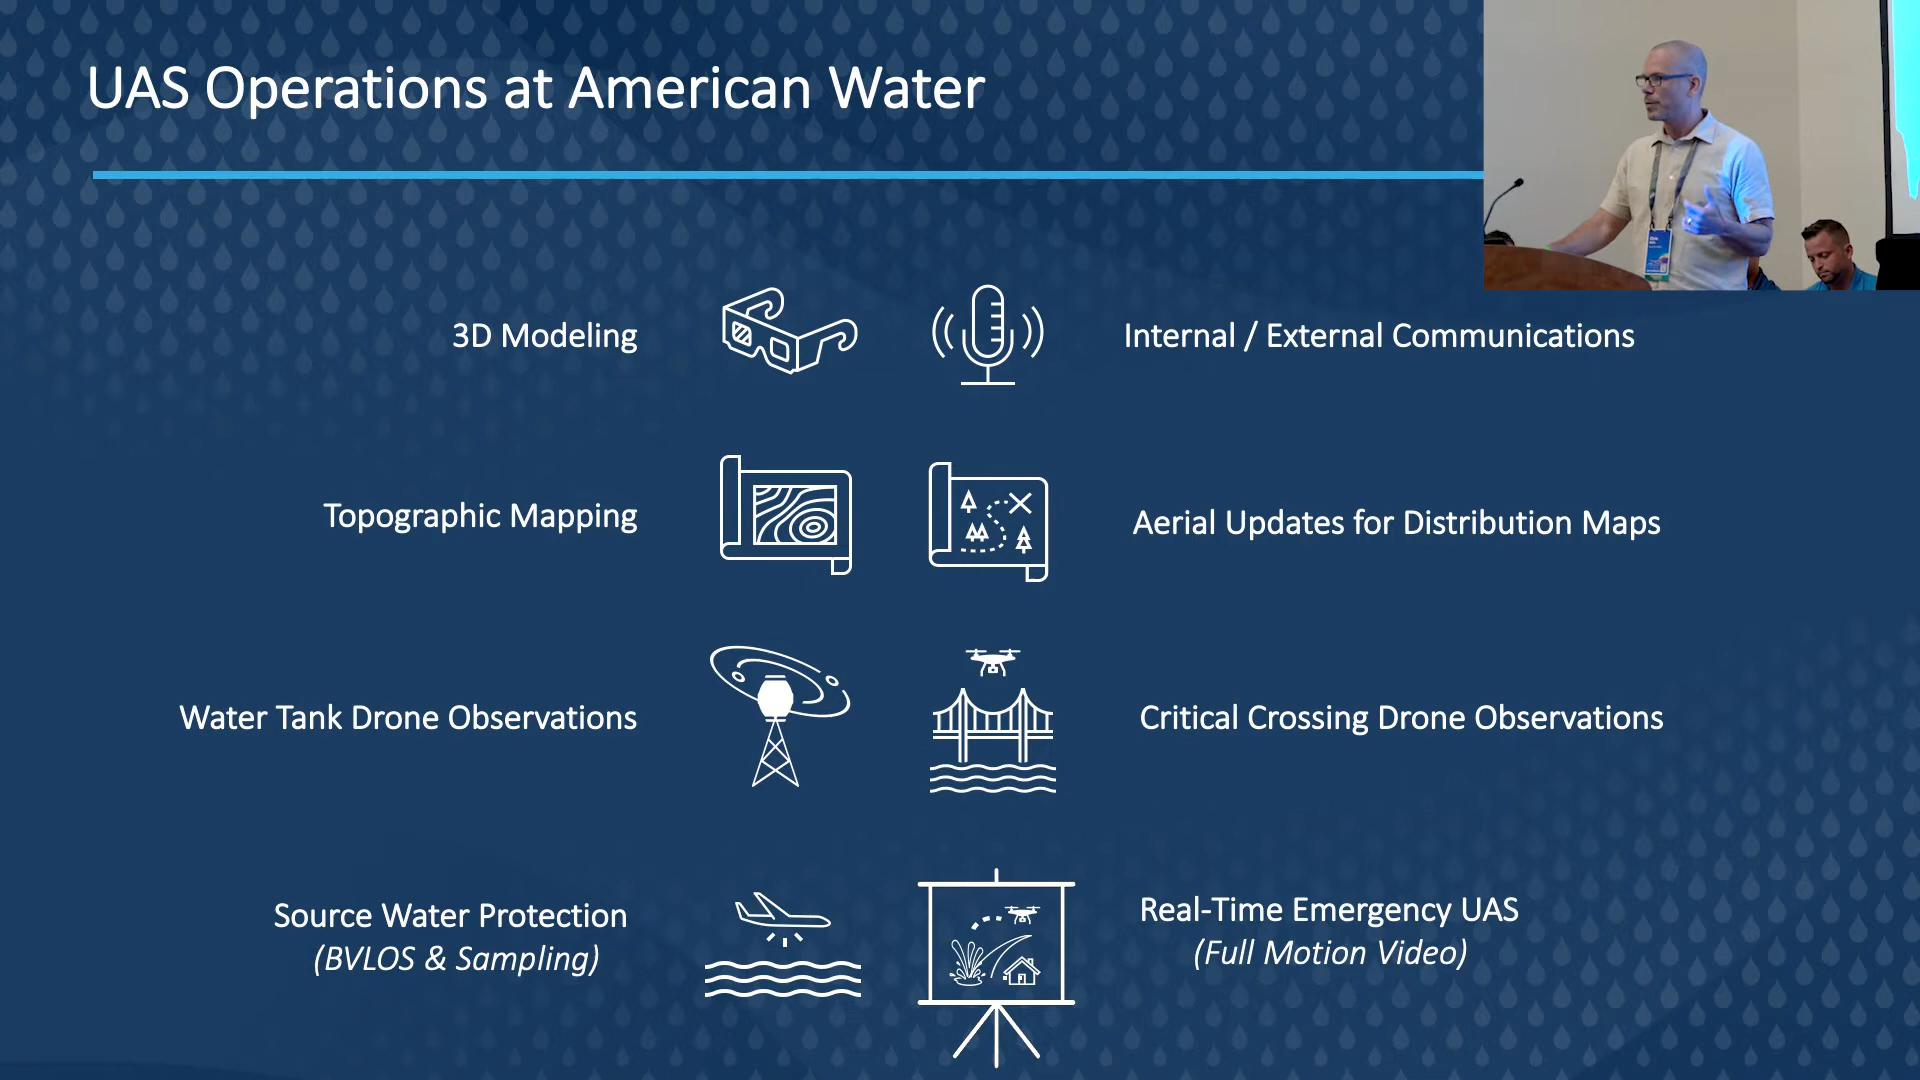 UAS Operations at American Water
3D Modeling
Internal / External Communications
Topographic Mapping
Aerial Updates for Distribution Maps
Water Tank Drone Observations
Critical Crossing Drone Observations
Source Water Protection
(BVLOS & Sampling)
Real-Time Emergency UAS
(Full Motion Video)